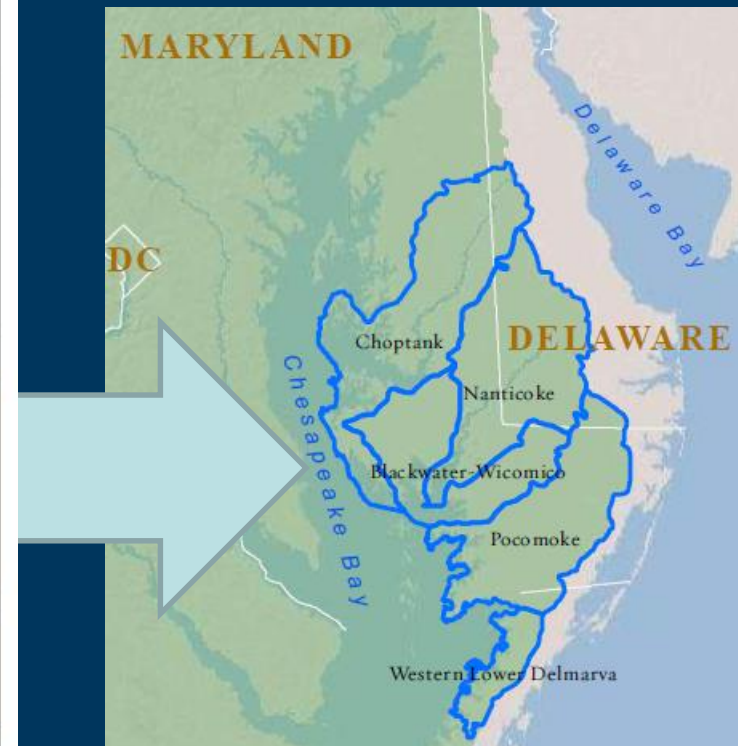 MARYLAND
Delaware Bay
DC
Choptank
DELAWARE
Chesapeake Bay
Nanticoke
Blackwater-Wicomico
Pocomoke
Western Lower Delmarva